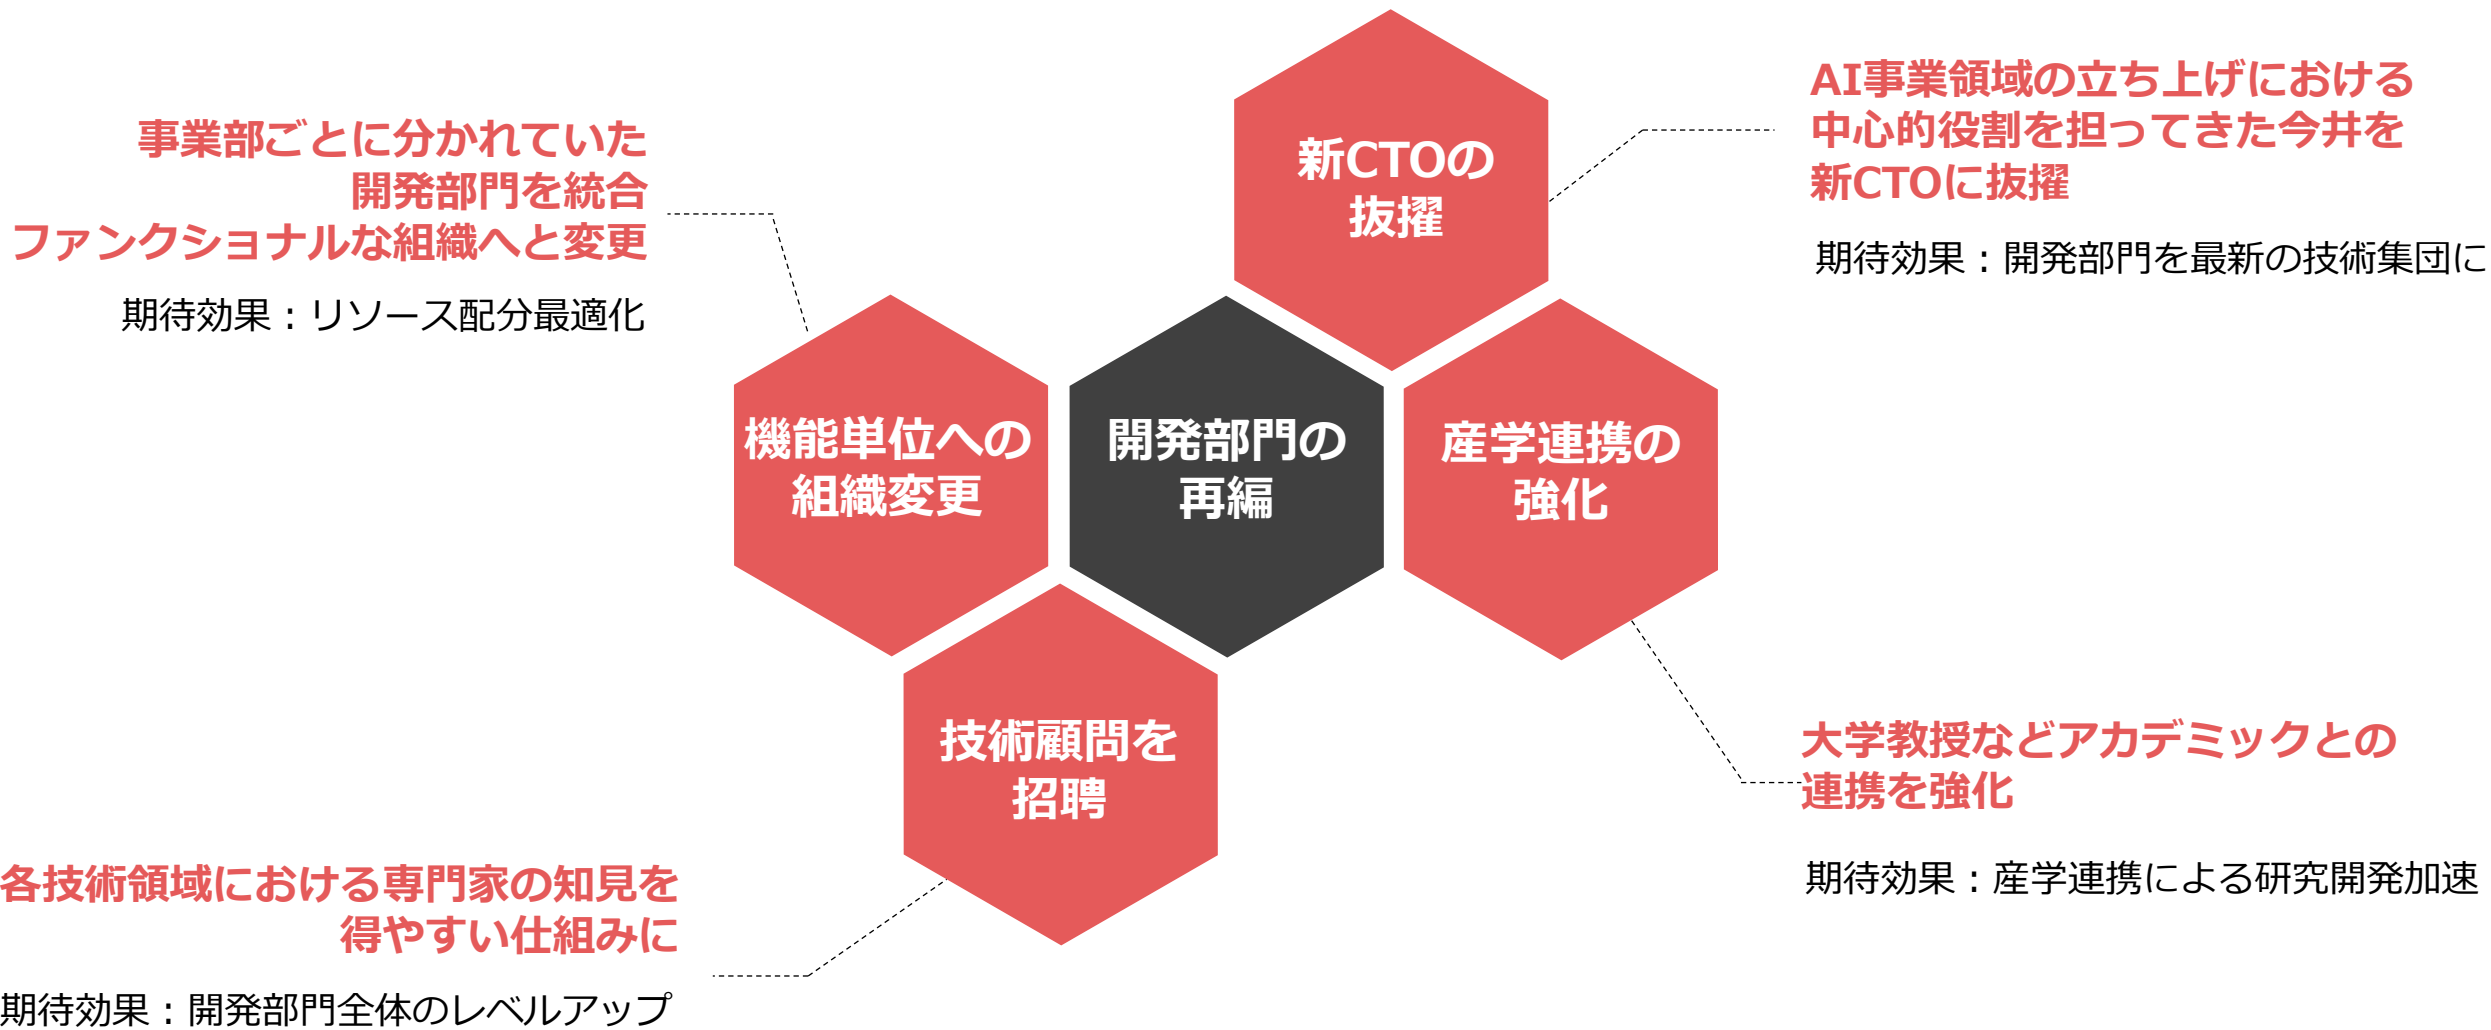 事業部ごとに分かれていた
開発部門を統合
ファンクショナルな組織へと変更
期待効果：リソース配分最適化
新CTOの
抜擢
AI事業領域の立ち上げにおける
中心的役割を担ってきた今井を
新CTOに抜擢
期待効果：開発部門を最新の技術集団に
機能単位への
組織変更
開発部門の
再編
産学連携の
強化
技術顧問を
招聘
大学教授などアカデミックとの
連携を強化
期待効果：産学連携による研究開発加速
各技術領域における専門家の知見を
得やすい仕組みに
期待効果：開発部門全体のレベルアップ